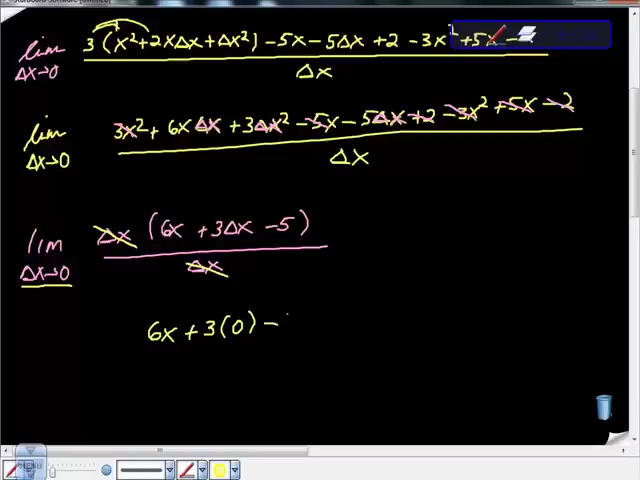 lim Δx→0 3(x²+2xΔx+Δx²) -5x -5Δx +2 -3x² +5x - / Δx
lim Δx→0 3x² + 6xΔx + 3Δx² -5x -5Δx +2 -3x² +5x -2 / Δx
lim Δx→0 Δx (6x + 3Δx -5) / Δx
6x + 3(0) -
MENU